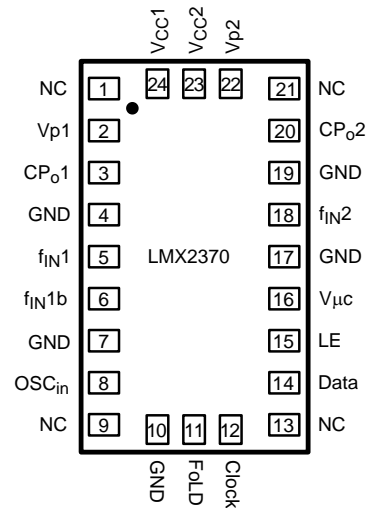 VCC1 VCC2 Vp2
24 23 22
NC 1 21 NC
Vp1 2 20 CPo2
CPo1 3 19 GND
GND 4 18 fIN2
fIN1 5 LMX2370 17 GND
fIN1b 6 16 Vμc
GND 7 15 LE
OSCin 8 14 Data
NC 9 13 NC
10 11 12
GND FoLD Clock